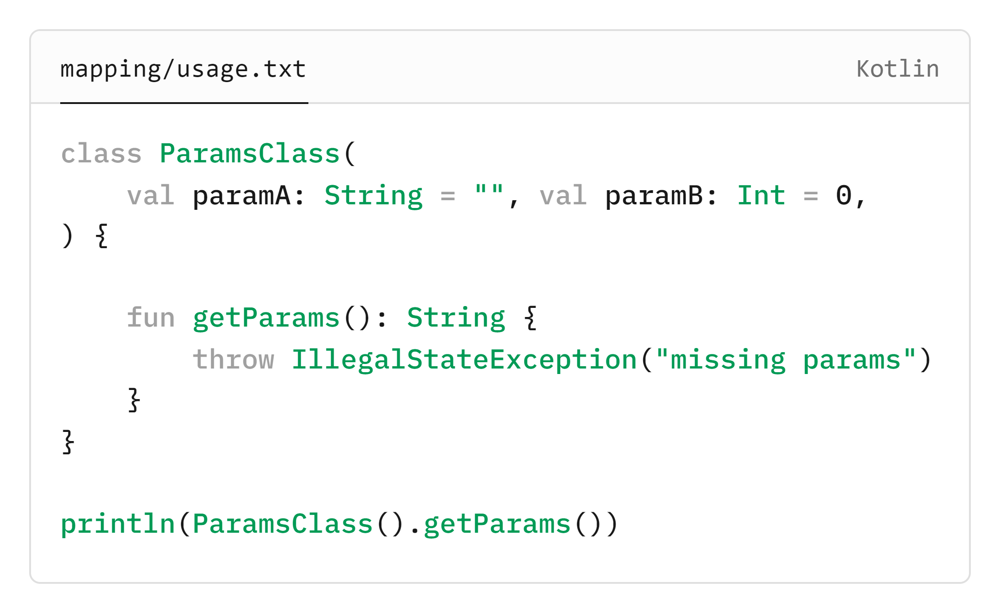 mapping/usage.txt
Kotlin
class ParamsClass(
    val paramA: String = "", val paramB: Int = 0,
) {

    fun getParams(): String {
        throw IllegalStateException("missing params")
    }
}

println(ParamsClass().getParams())